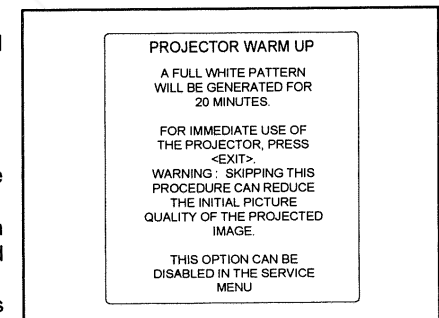 PROJECTOR WARM UP
A FULL WHITE PATTERN
WILL BE GENERATED FOR
20 MINUTES.
FOR IMMEDIATE USE OF
THE PROJECTOR, PRESS
<EXIT>.
WARNING : SKIPPING THIS
PROCEDURE CAN REDUCE
THE INITIAL PICTURE
QUALITY OF THE PROJECTED
IMAGE.
THIS OPTION CAN BE
DISABLED IN THE SERVICE
MENU